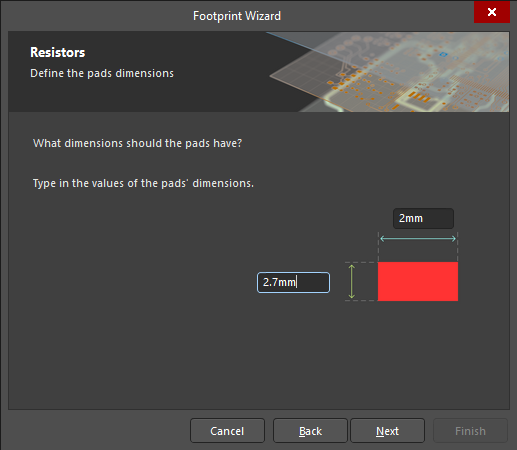 Footprint Wizard
Resistors
Define the pads dimensions
What dimensions should the pads have?
Type in the values of the pads' dimensions.
2mm
2.7mm
Cancel
Back
Next
Finish